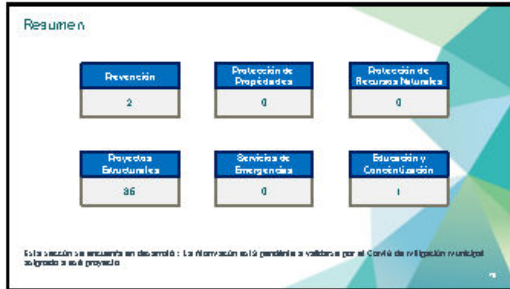 Resumen
Prevención
2
Protección de
Propiedades
0
Protección de
Recursos Naturales
0
Proyectos
Estructurales
36
Servicios de
Emergencias
0
Educación y
Concientización
1
Esta sección se encuentra en desarrollo: La información está pendiente a validarse por el Comité de Mitigación Municipal
asignado a este proyecto